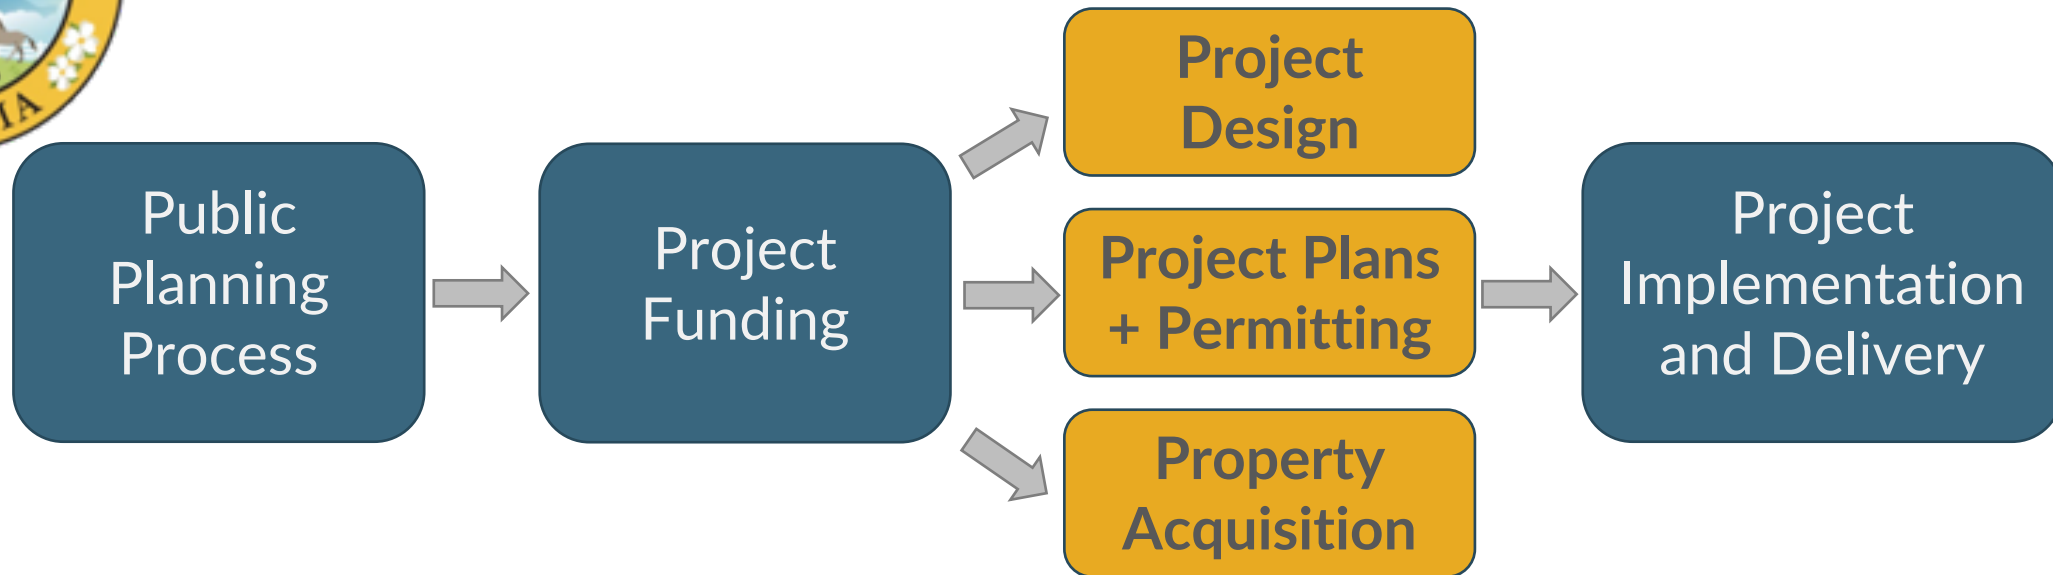 IA
Public
Planning
Process
Project
Funding
Project
Design
Project Plans
+ Permitting
Property
Acquisition
Project
Implementation
and Delivery